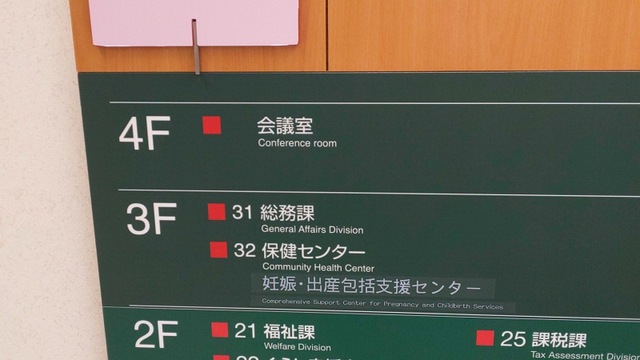 4F 会議室
Conference room
3F 31 総務課
General Affairs Division
32 保健センター
Community Health Center
妊娠・出産包括支援センター
Comprehensive Support Center for Pregnancy and Childbirth Services
2F 21 福祉課 25 課税課
Welfare Division Tax Assessment Division